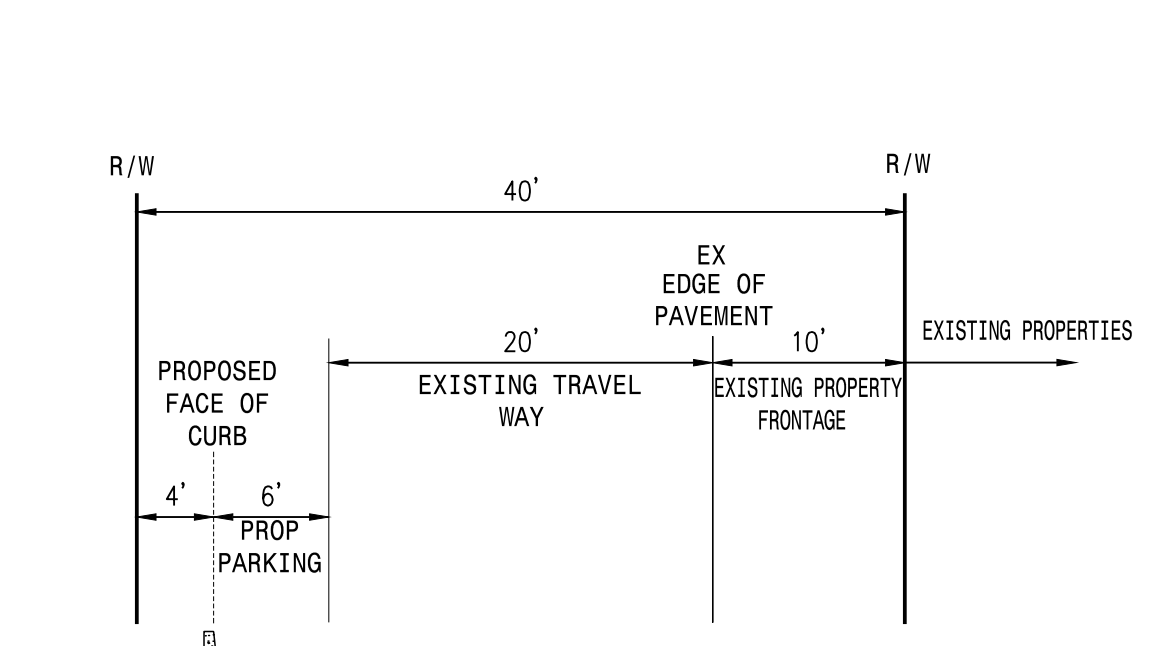 R/W
R/W
40'
EX
EDGE OF
PAVEMENT
EXISTING PROPERTIES
20'
10'
EXISTING TRAVEL
WAY
EXISTING PROPERTY
FRONTAGE
PROPOSED
FACE OF
CURB
4'
6'
PROP
PARKING